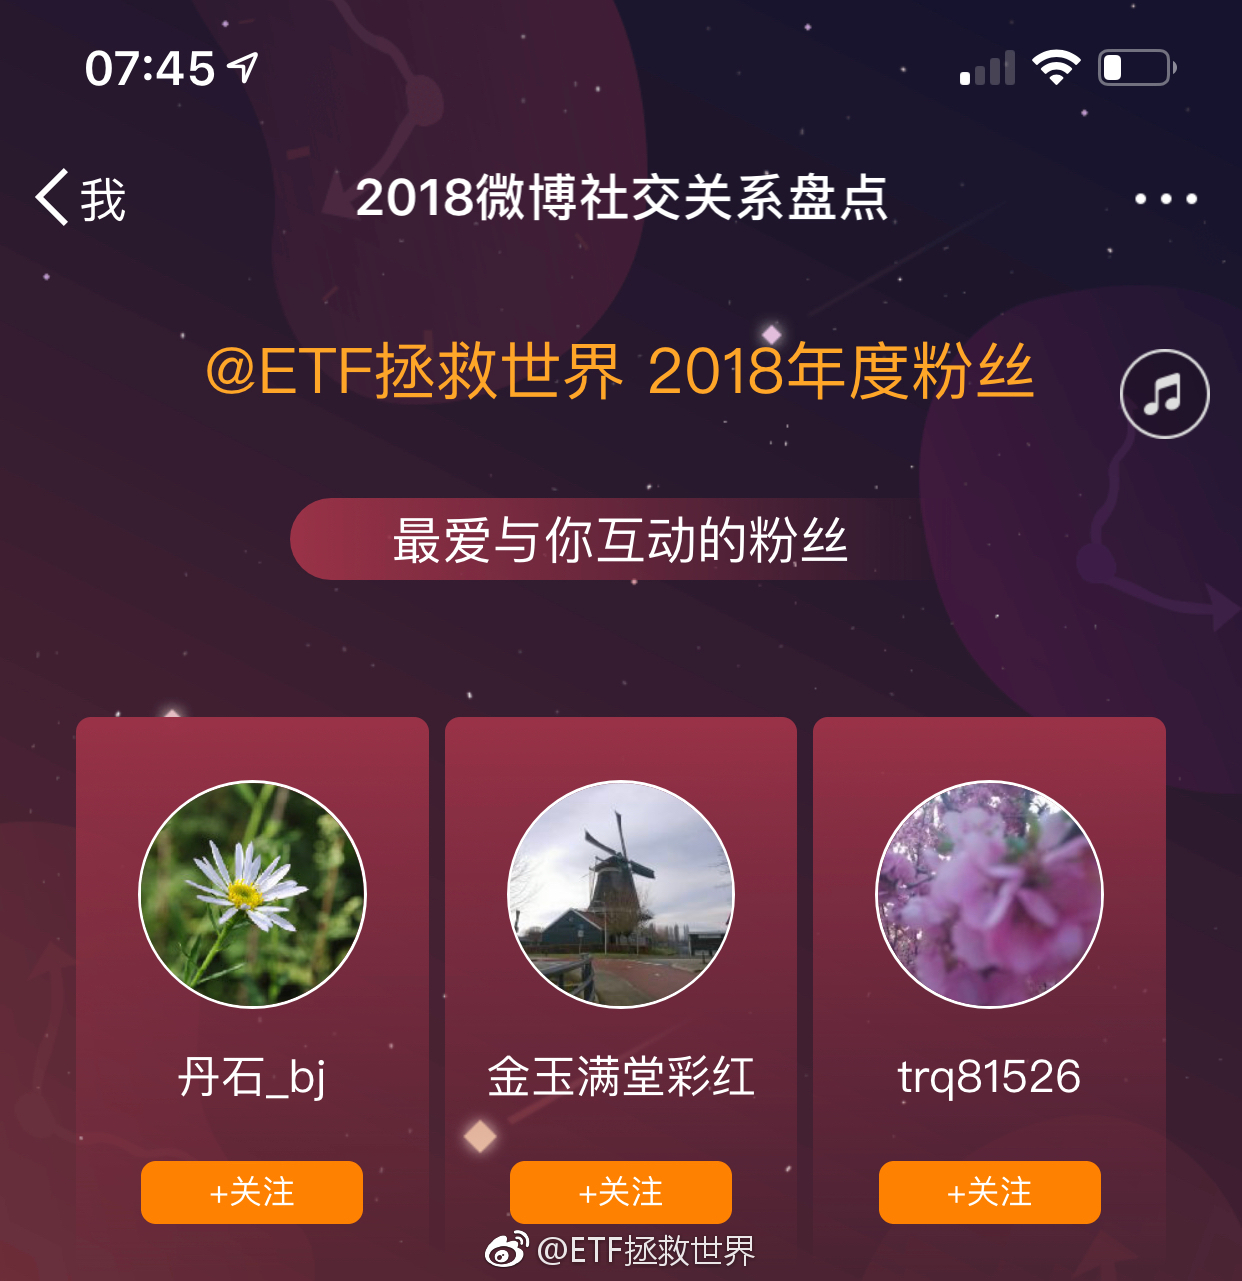 07:45
我
2018微博社交关系盘点
@ETF拯救世界 2018年度粉丝
最爱与你互动的粉丝
丹石_bj
金玉满堂彩红
trq81526
+关注
+关注
+关注
@ETF拯救世界